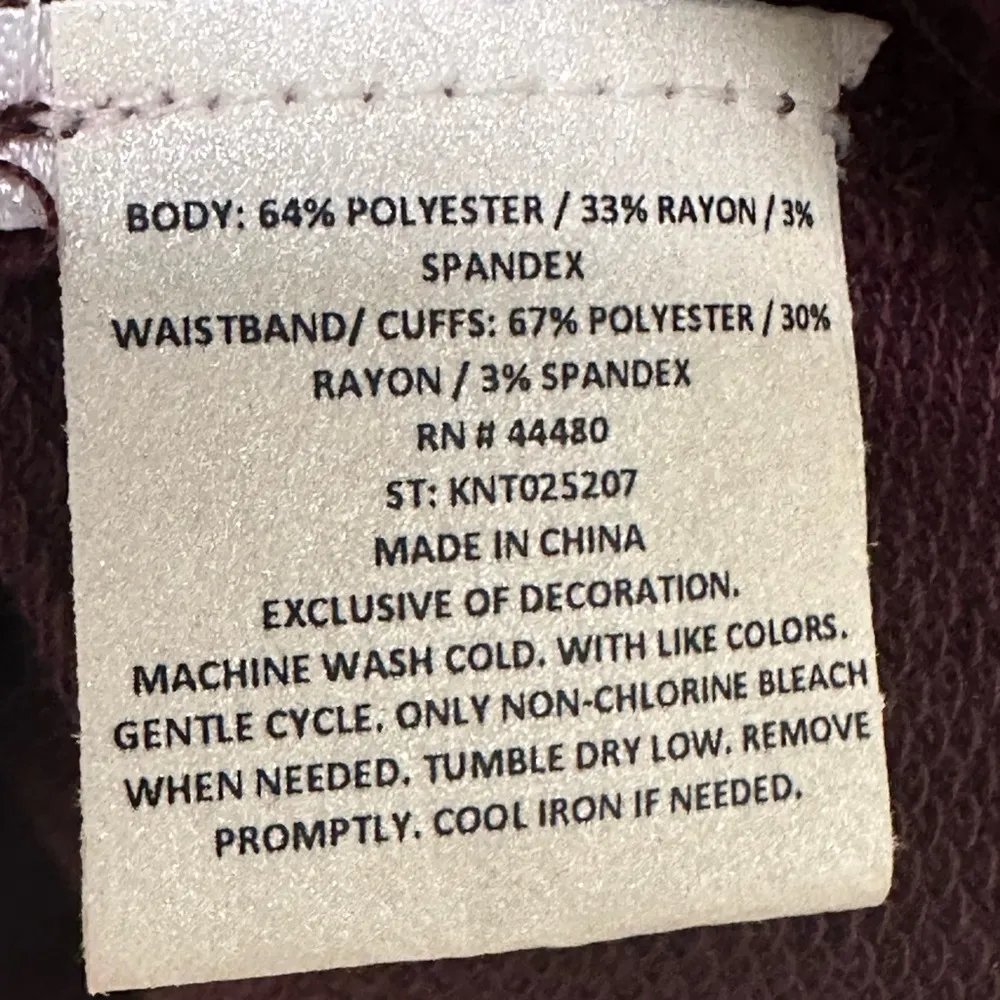 BODY: 64% POLYESTER / 33% RAYON / 3%
SPANDEX
WAISTBAND/ CUFFS: 67% POLYESTER / 30%
RAYON / 3% SPANDEX
RN # 44480
ST: KNT025207
MADE IN CHINA
EXCLUSIVE OF DECORATION.
MACHINE WASH COLD. WITH LIKE COLORS.
GENTLE CYCLE. ONLY NON-CHLORINE BLEACH
WHEN NEEDED. TUMBLE DRY LOW. REMOVE
PROMPTLY. COOL IRON IF NEEDED.